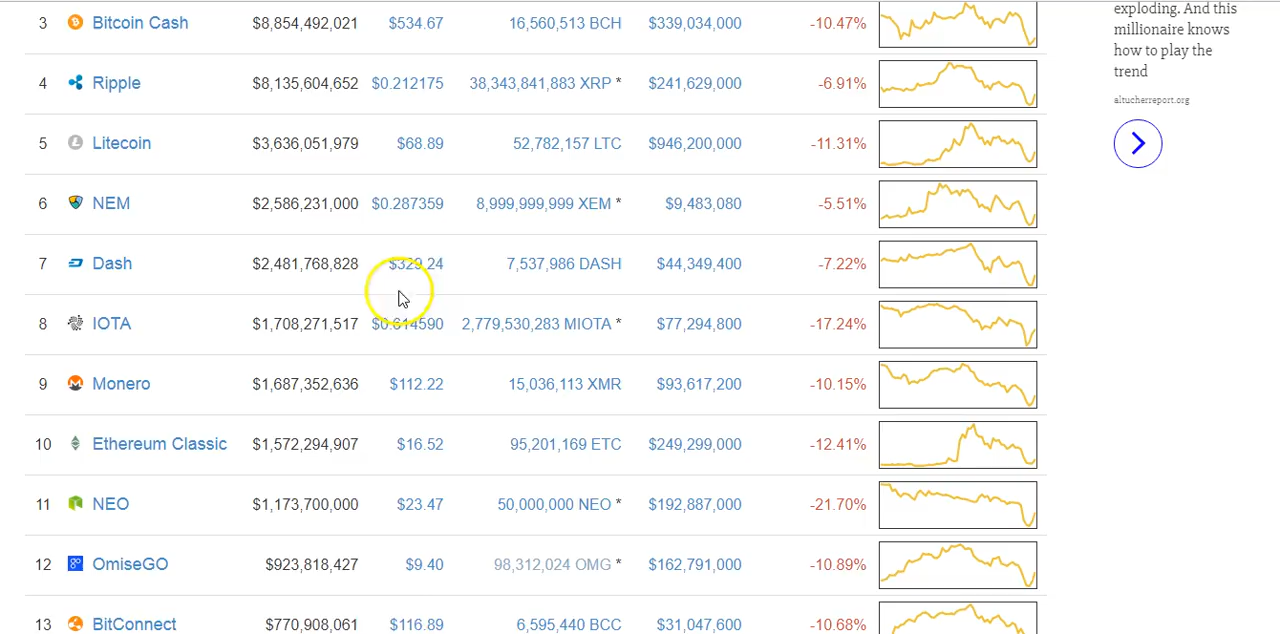 3 Bitcoin Cash $8,854,492,021 $534.67 16,560,513 BCH $339,034,000 -10.47%
4 Ripple $8,135,604,652 $0.212175 38,343,841,883 XRP * $241,629,000 -6.91%
5 Litecoin $3,636,051,979 $68.89 52,782,157 LTC $946,200,000 -11.31%
6 NEM $2,586,231,000 $0.287359 8,999,999,999 XEM * $9,483,080 -5.51%
7 Dash $2,481,768,828 $329.24 7,537,986 DASH $44,349,400 -7.22%
8 IOTA $1,708,271,517 $0.614590 2,779,530,283 MIOTA * $77,294,800 -17.24%
9 Monero $1,687,352,636 $112.22 15,036,113 XMR $93,617,200 -10.15%
10 Ethereum Classic $1,572,294,907 $16.52 95,201,169 ETC $249,299,000 -12.41%
11 NEO $1,173,700,000 $23.47 50,000,000 NEO * $192,887,000 -21.70%
12 OmiseGO $923,818,427 $9.40 98,312,024 OMG * $162,791,000 -10.89%
13 BitConnect $770,908,061 $116.89 6,595,440 BCC $31,047,600 -10.68%
exploding. And this
millionaire knows
how to play the
trend
altucherreport.org